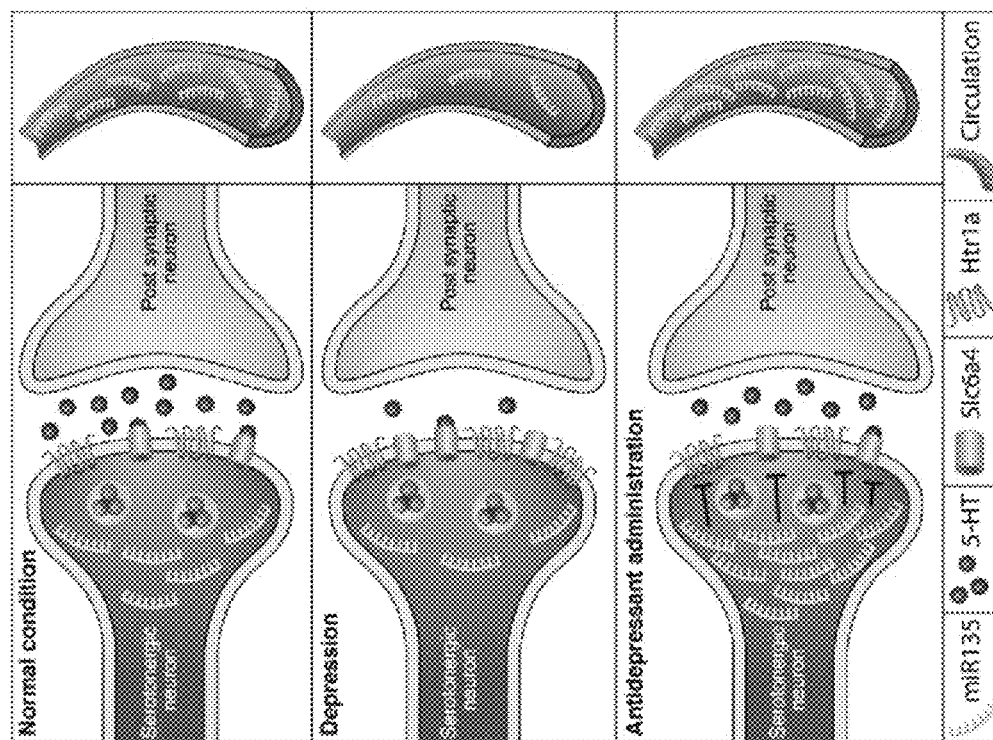 Normal condition
Serotonergic
neuron
Post synaptic
neuron
Depression
Serotonergic
neuron
Post synaptic
neuron
Antidepressant administration
Serotonergic
neuron
Post synaptic
neuron
miR135
5-HT
Slc6a4
Htr1a
Circulation